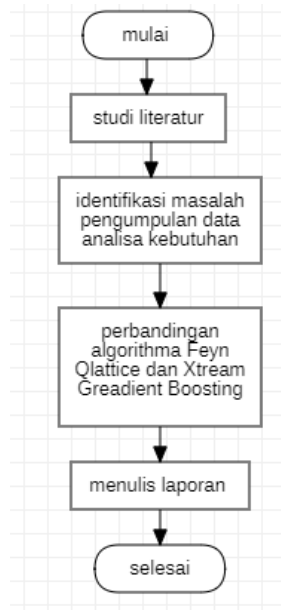 mulai
studi literatur
identifikasi masalah
pengumpulan data
analisa kebutuhan
perbandingan
algorithma Feyn
Qlattice dan Xtream
Greadient Boosting
menulis laporan
selesai